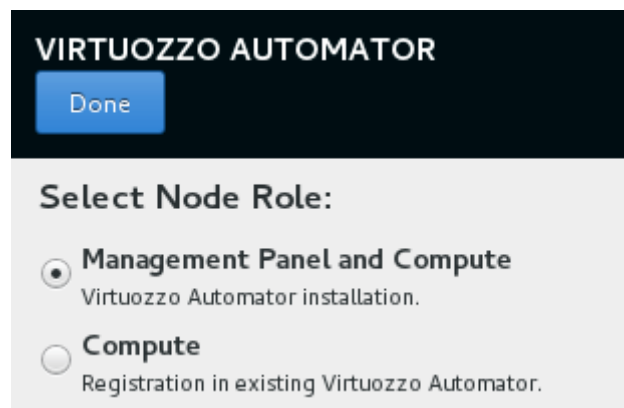 VIRTUOZZO AUTOMATOR
Done
Select Node Role:
Management Panel and Compute
Virtuozzo Automator installation.
Compute
Registration in existing Virtuozzo Automator.